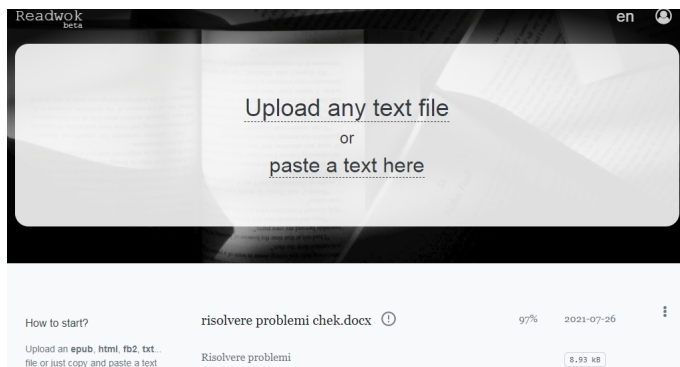 Readwok
beta
en
Upload any text file
or
paste a text here
How to start?
Upload an epub, html, fb2, txt...
file or just copy and paste a text
risolvere problemi chek.docx
97%
2021-07-26
Risolvere problemi
8.93 kB